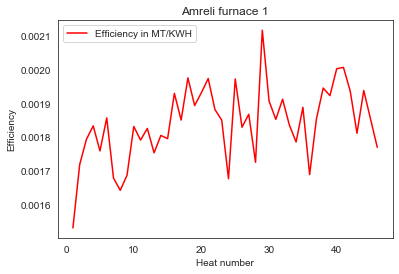 Amreli furnace 1
Efficiency in MT/KWH
0.0021
0.0020
0.0019
0.0018
0.0017
0.0016
Efficiency
0 10 20 30 40
Heat number